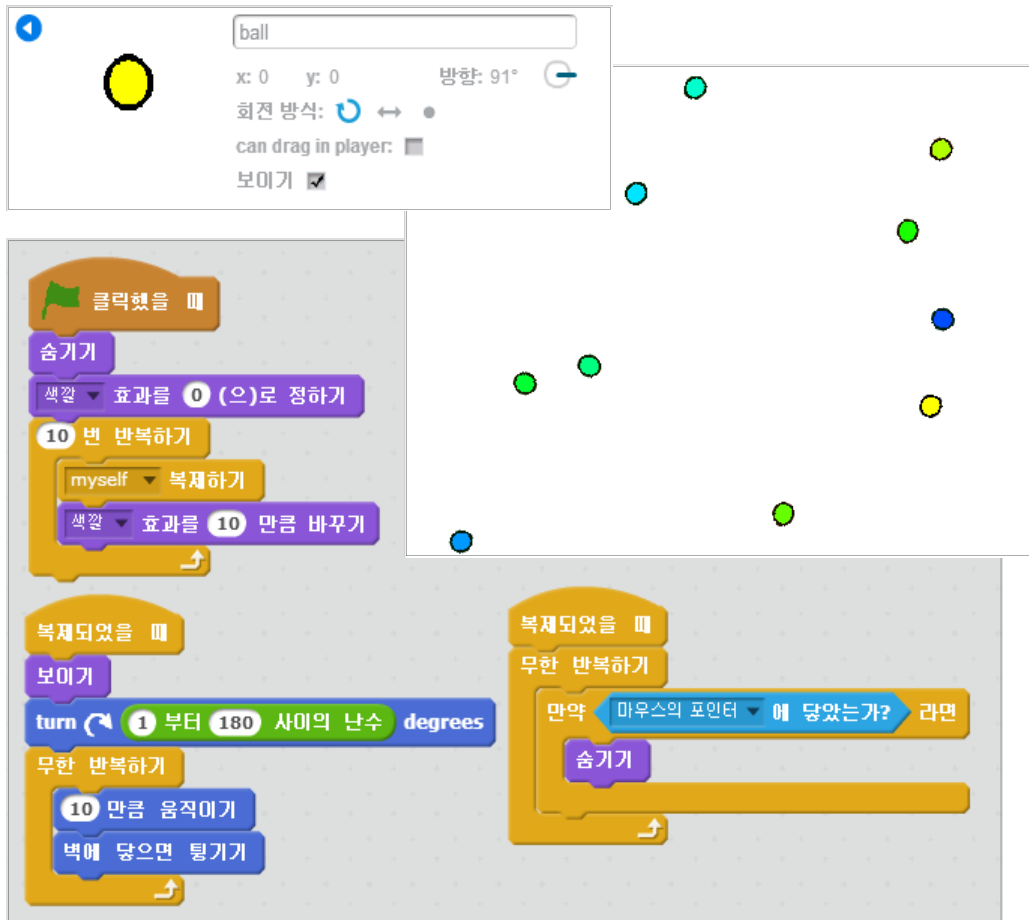 ball
x: 0 y: 0 방향: 91°
회전 방식:
can drag in player:
보이기
클릭했을 때
숨기기
색깔 효과를 0 (으)로 정하기
10 번 반복하기
myself 복제하기
색깔 효과를 10 만큼 바꾸기
복제되었을 때
보이기
turn 1 부터 180 사이의 난수 degrees
무한 반복하기
10 만큼 움직이기
벽에 닿으면 튕기기
복제되었을 때
무한 반복하기
만약 마우스의 포인터 에 닿았는가? 라면
숨기기